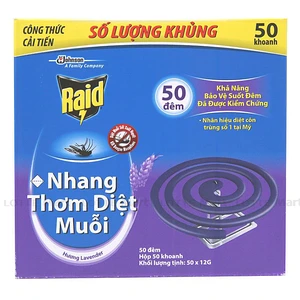 CÔNG THỨC
CẢI TIẾN
SỐ LƯỢNG KHỦNG
50
khoanh
Johnson
A Family Company
Raid
50
đêm
Khả Năng
Bảo Vệ Suốt Đêm
Đã Được Kiểm Chứng
• Nhãn hiệu diệt côn
trùng số 1 tại Mỹ
Nhang
Thơm Diệt
Muỗi
Hương Lavender
50 đêm
Hộp 50 khoanh
Khối lượng tịnh: 50 x 12G